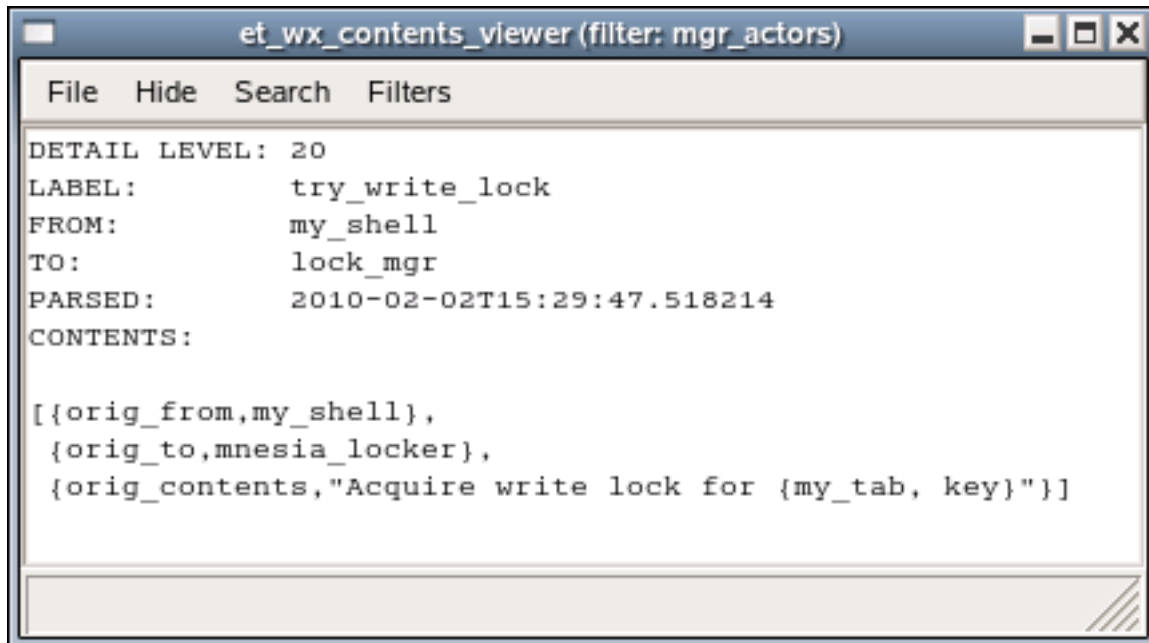 et_wx_contents_viewer (filter: mgr_actors)
File Hide Search Filters
DETAIL LEVEL: 20
LABEL: try_write_lock
FROM: my_shell
TO: lock_mgr
PARSED: 2010-02-02T15:29:47.518214
CONTENTS:
[{orig_from,my_shell},
{orig_to,mnesia_locker},
{orig_contents,"Acquire write lock for {my_tab, key}"}]